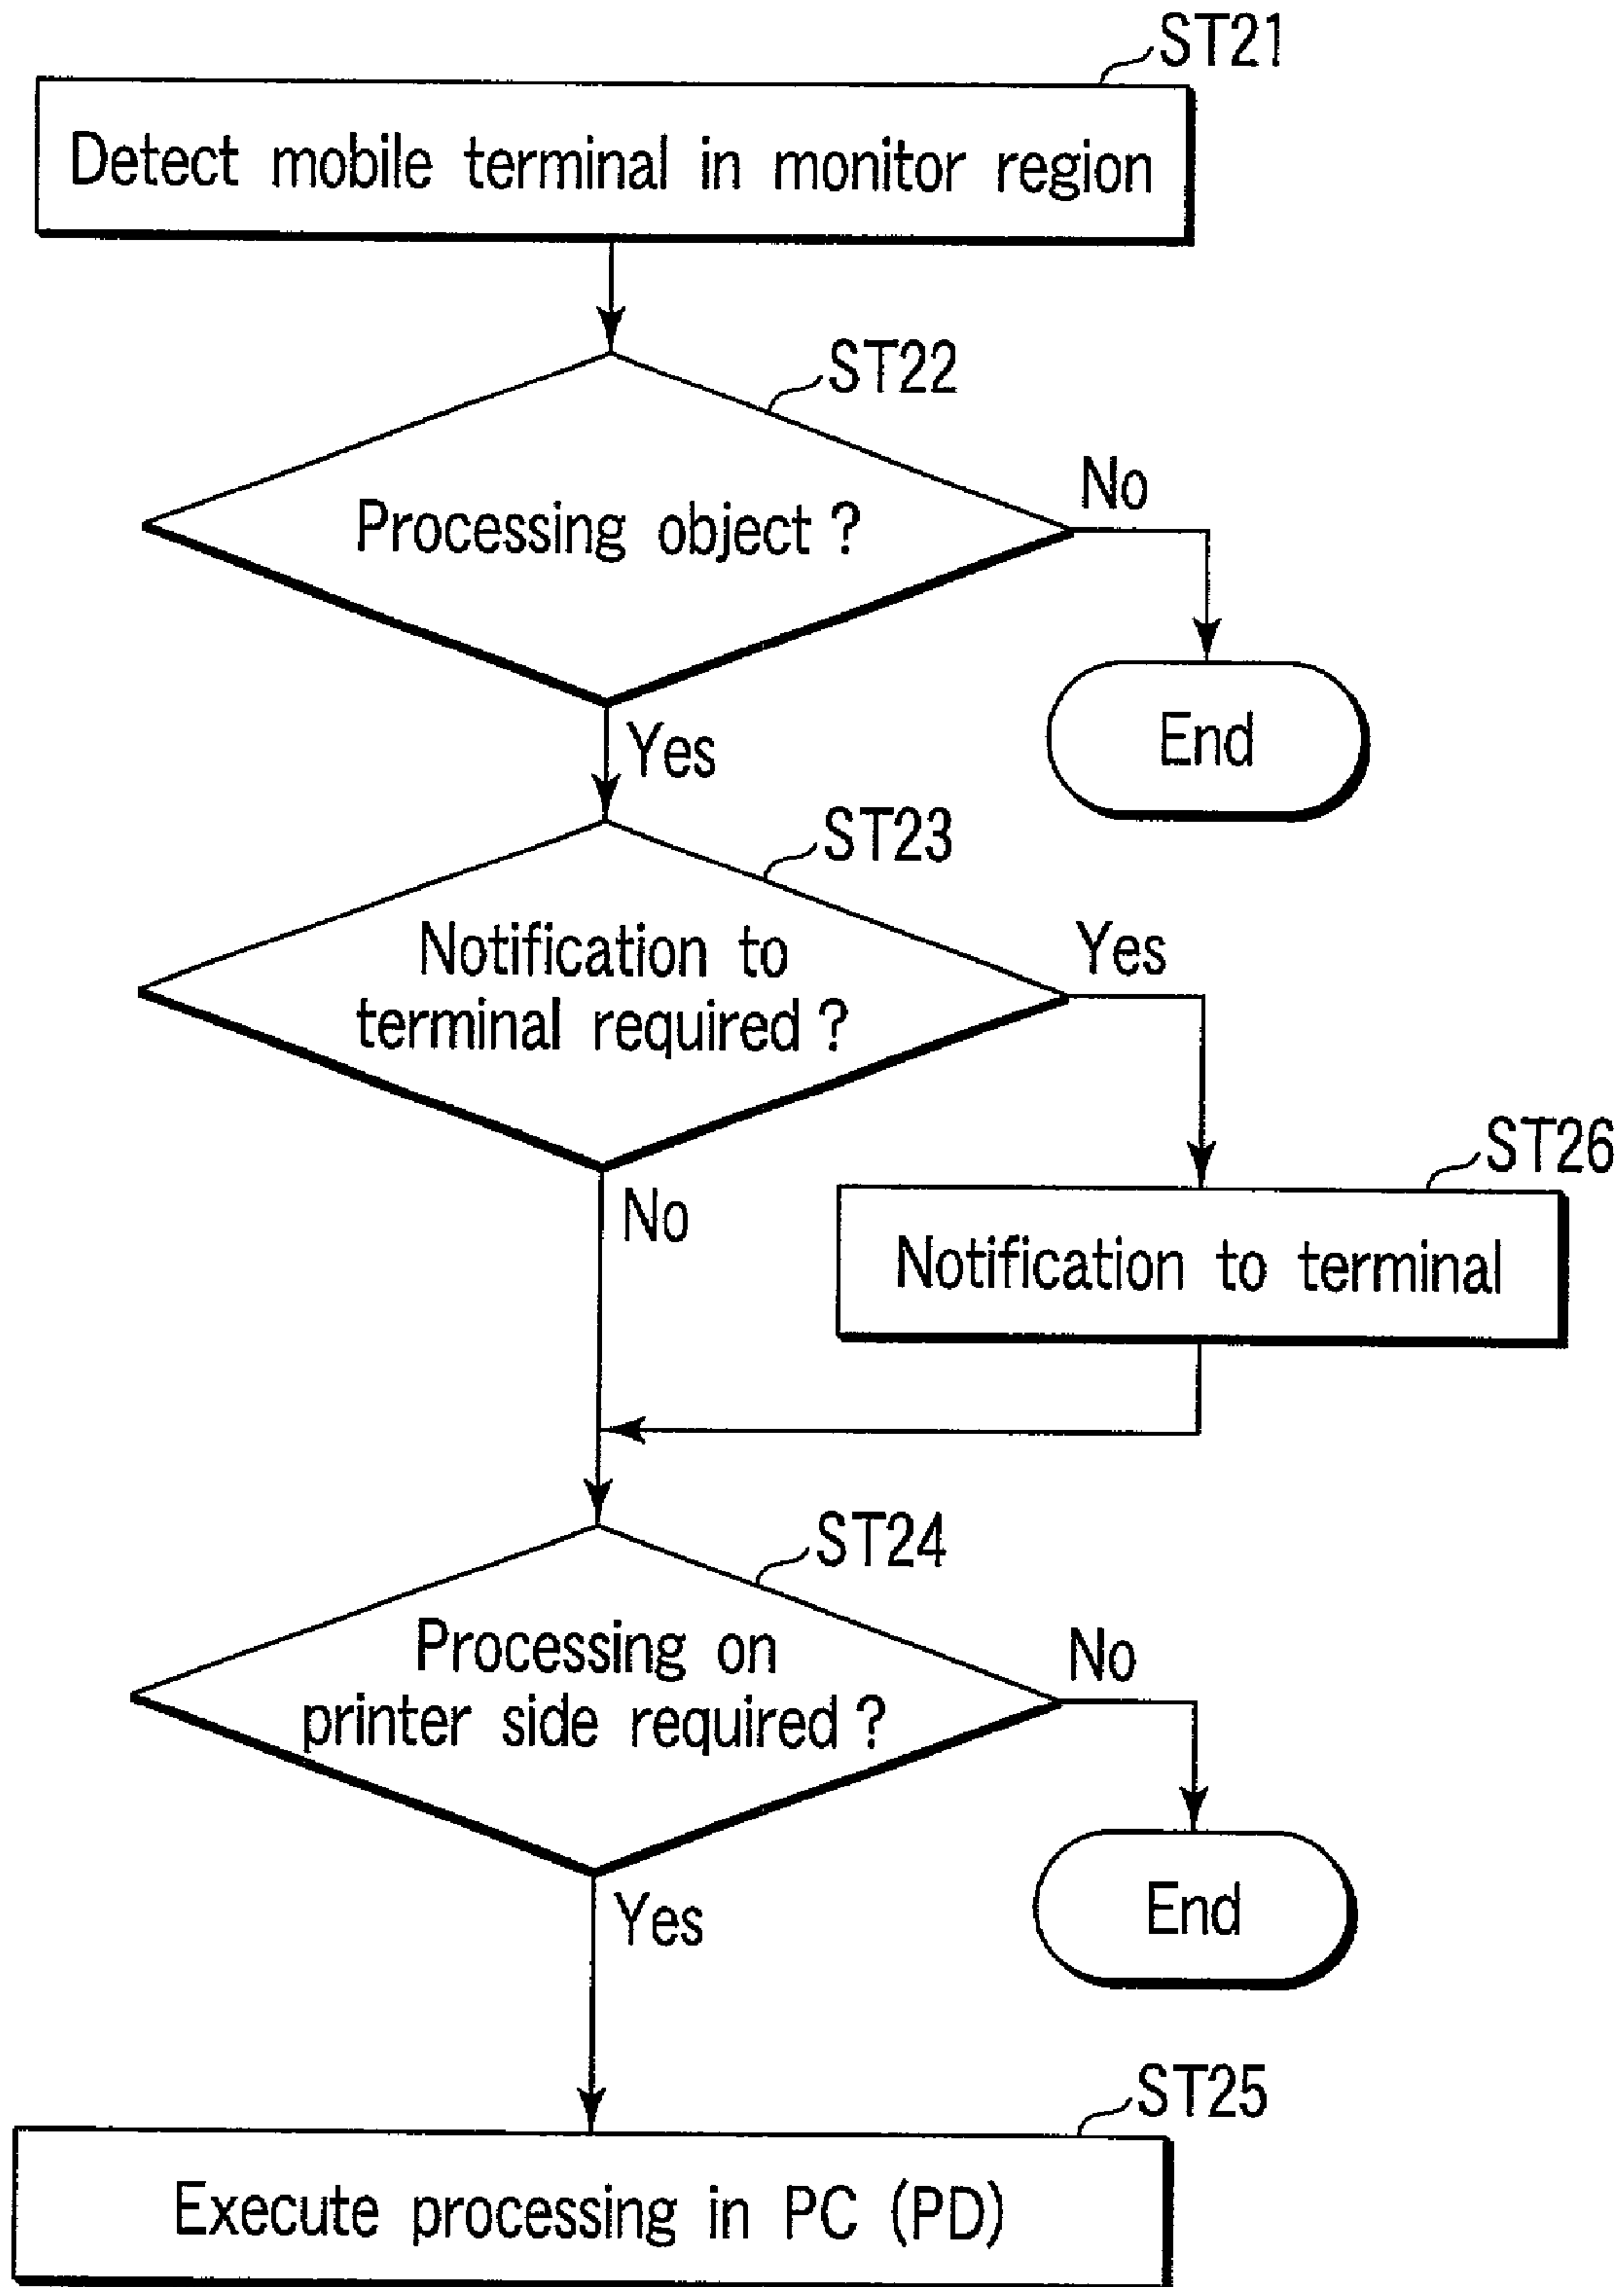 ST21
Detect mobile terminal in monitor region
ST22
Processing object ?
No
End
Yes
ST23
Notification to
terminal required ?
Yes
ST26
Notification to terminal
No
ST24
Processing on
printer side required ?
No
End
Yes
ST25
Execute processing in PC (PD)